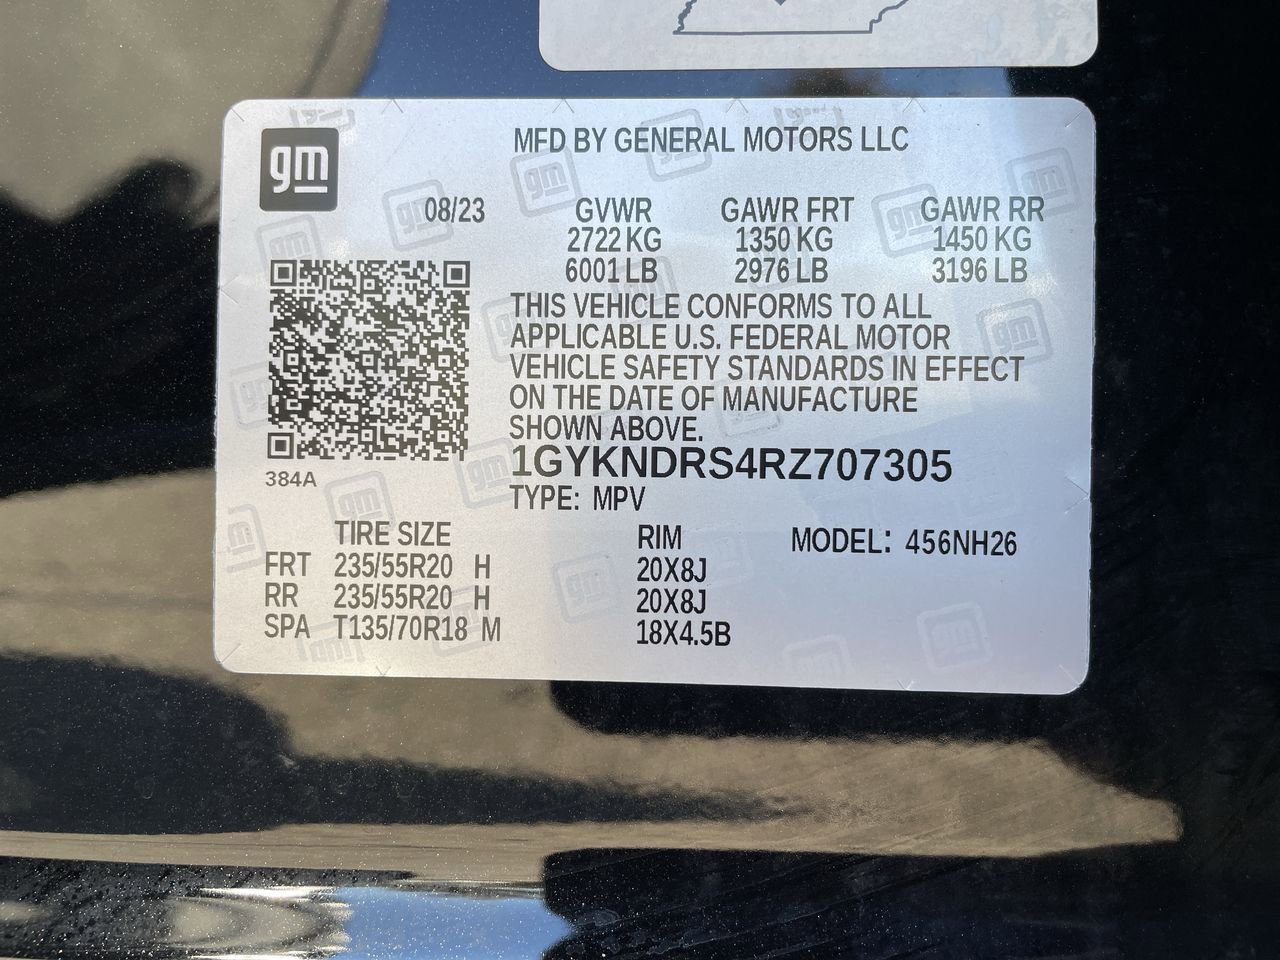 gm
MFD BY GENERAL MOTORS LLC
08/23 GVWR GAWR FRT GAWR RR
2722 KG 1350 KG 1450 KG
6001 LB 2976 LB 3196 LB
THIS VEHICLE CONFORMS TO ALL
APPLICABLE U.S. FEDERAL MOTOR
VEHICLE SAFETY STANDARDS IN EFFECT
ON THE DATE OF MANUFACTURE
SHOWN ABOVE.
1GYKNDRS4RZ707305
384A
TYPE: MPV
TIRE SIZE RIM MODEL: 456NH26
FRT 235/55R20 H 20X8J
RR 235/55R20 H 20X8J
SPA T135/70R18 M 18X4.5B